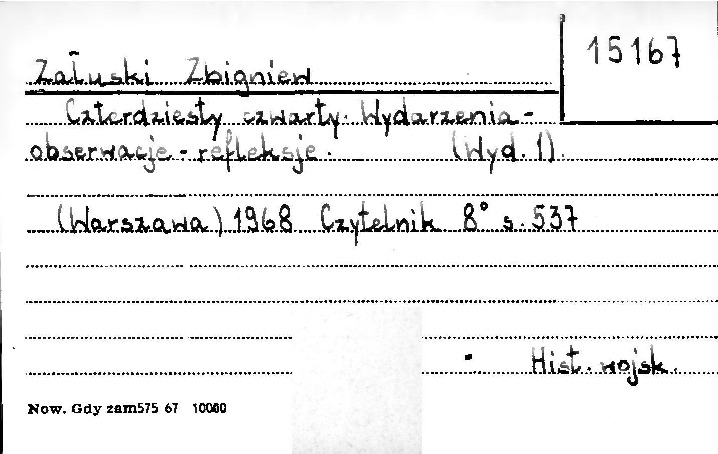 15167
Załuski Zbigniew
Czterdziesty czwarty. Wydarzenia -
obserwacje - refleksje. (Wyd. 1).
(Warszawa) 1968 Czytelnik 8° s. 537
Hist. wojsk.
Now. Gdy zam575 67 10080